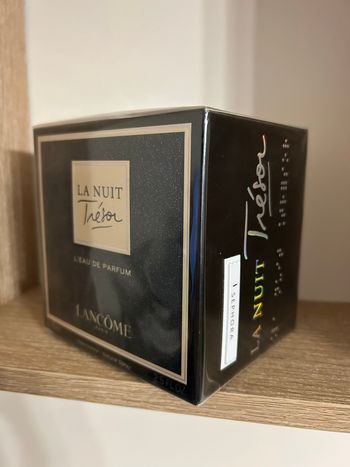 LA NUIT
Trésor
L'EAU DE PARFUM
LANCÔME
PARIS
LA NUIT Trésor
SEPHORA